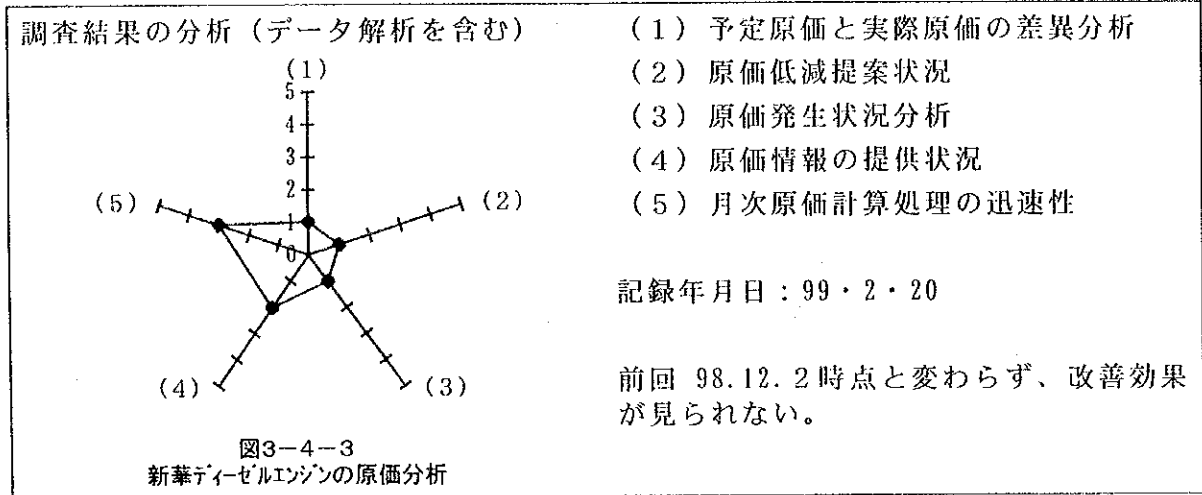 調査結果の分析（データ解析を含む）
(1)
5
4
3
2
1
0
(2)
(3)
(4)
(5)
図3-4-3
新華ディーゼルエンジンの原価分析
（1）予定原価と実際原価の差異分析
（2）原価低減提案状況
（3）原価発生状況分析
（4）原価情報の提供状況
（5）月次原価計算処理の迅速性
記録年月日：99・2・20
前回 98.12.2時点と変わらず、改善効果
が見られない。